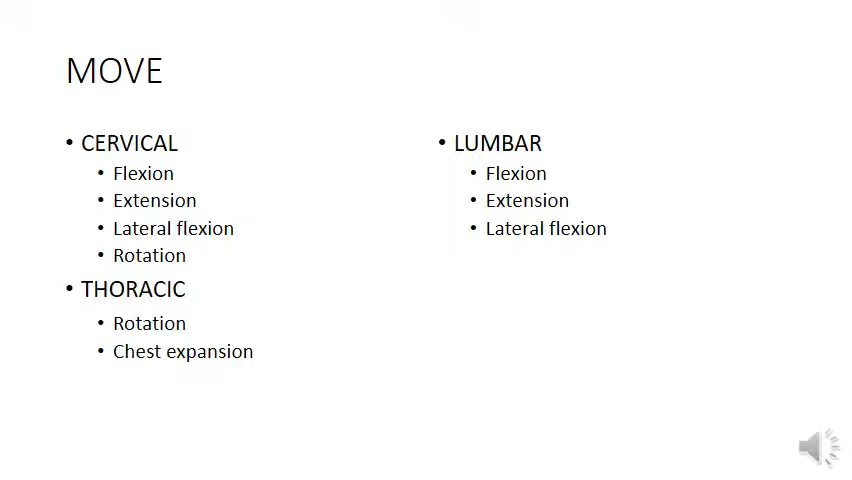 MOVE
• CERVICAL
• Flexion
• Extension
• Lateral flexion
• Rotation
• THORACIC
• Rotation
• Chest expansion
• LUMBAR
• Flexion
• Extension
• Lateral flexion